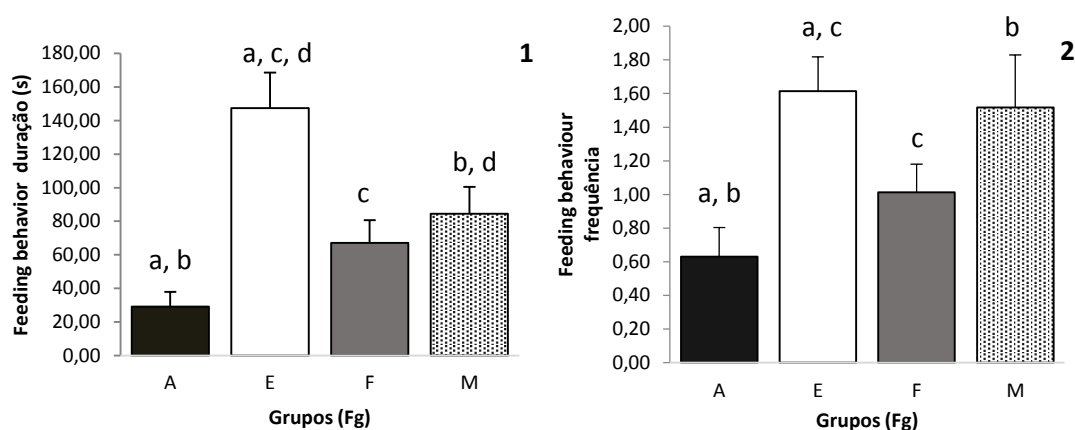 1
Feeding behavior duração (s)
180,00
160,00
140,00
120,00
100,00
80,00
60,00
40,00
20,00
0,00
a, b
a, c, d
c
b, d
A E F M
Grupos (Fg)
2
Feeding behaviour
frequência
2,00
1,80
1,60
1,40
1,20
1,00
0,80
0,60
0,40
0,20
0,00
a, b
a, c
c
b
A E F M
Grupos (Fg)